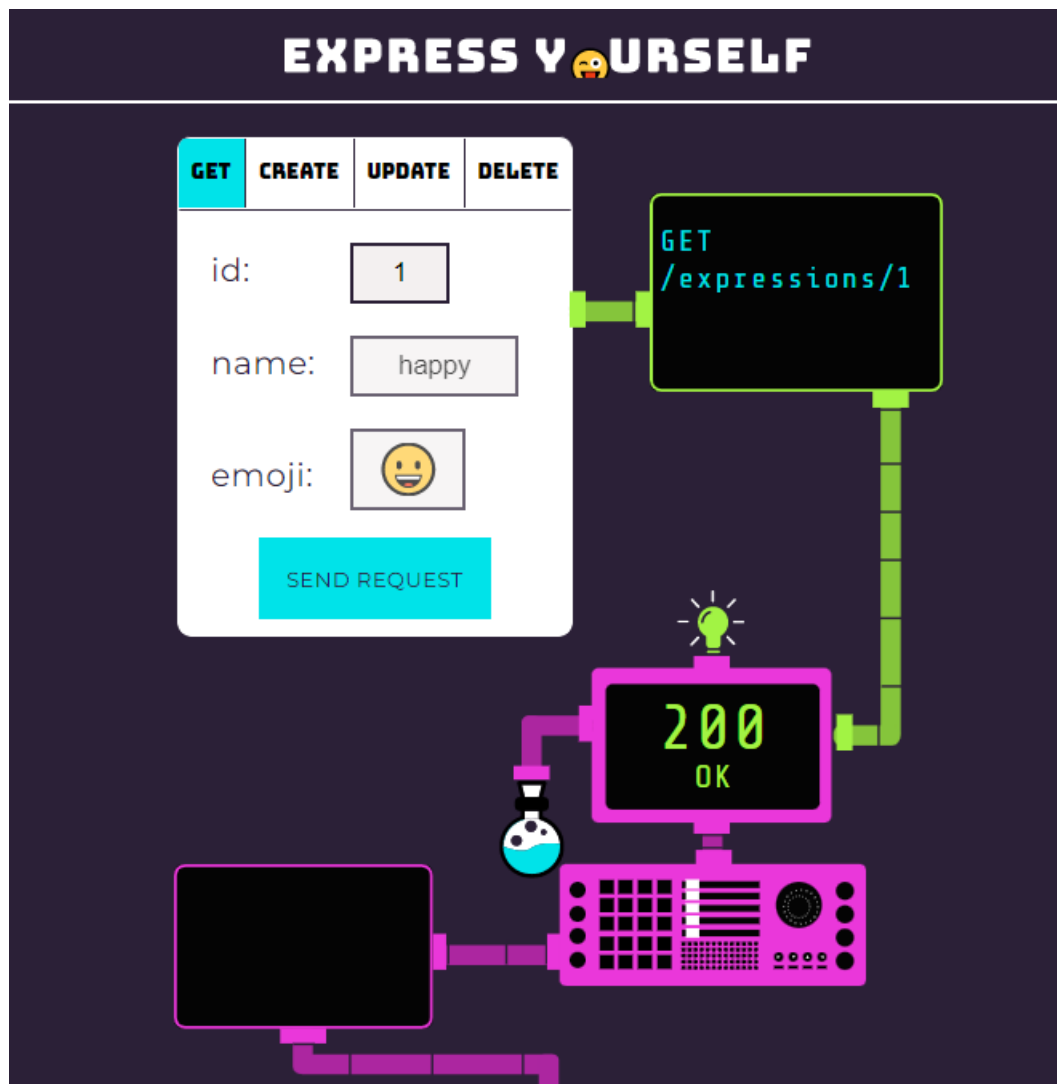 EXPRESS Y😜URSELF
GET CREATE UPDATE DELETE
id: 1
name: happy
emoji: 😀
SEND REQUEST
GET
/expressions/1
200
OK